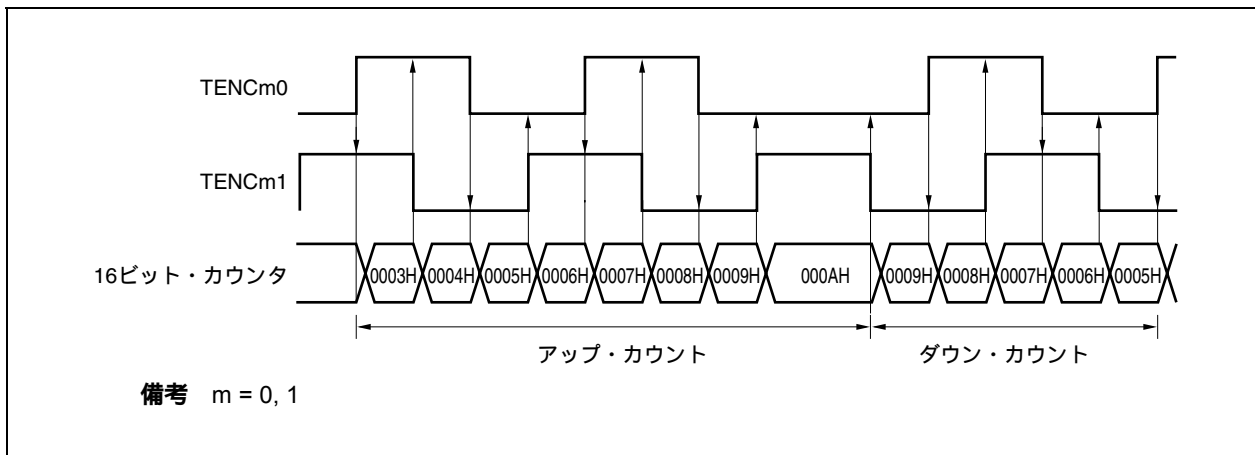 TENCm0
TENCm1
16ビット・カウンタ
0003H 0004H 0005H 0006H 0007H 0008H 0009H 000AH 0009H 0008H 0007H 0006H 0005H
アップ・カウント ダウン・カウント
備考 m = 0, 1